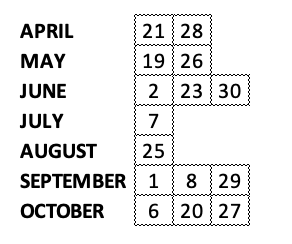 APRIL 21 28
MAY 19 26
JUNE 2 23 30
JULY 7
AUGUST 25
SEPTEMBER 1 8 29
OCTOBER 6 20 27